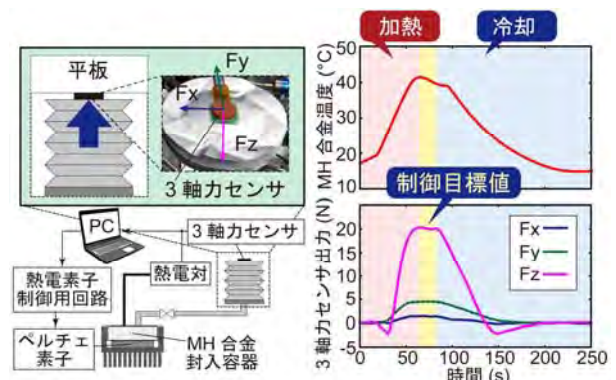 平板
Fy
Fx
Fz
3軸力センサ
PC
3軸力センサ
熱電対
熱電素子
制御用回路
ペルチェ
素子
MH 合金
封入容器
加熱
冷却
MH 合金温度 (°C)
50
40
30
20
10
制御目標値
3軸力センサ出力 (N)
20
15
10
5
0
-5
Fx
Fy
Fz
0
50
100
150
200
250
時間 (s)